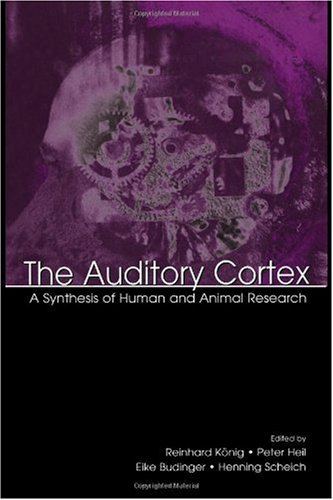 The Auditory Cortex
A Synthesis of Human and Animal Research
Edited by
Reinhard König • Peter Heil
Eike Budinger • Henning Scheich